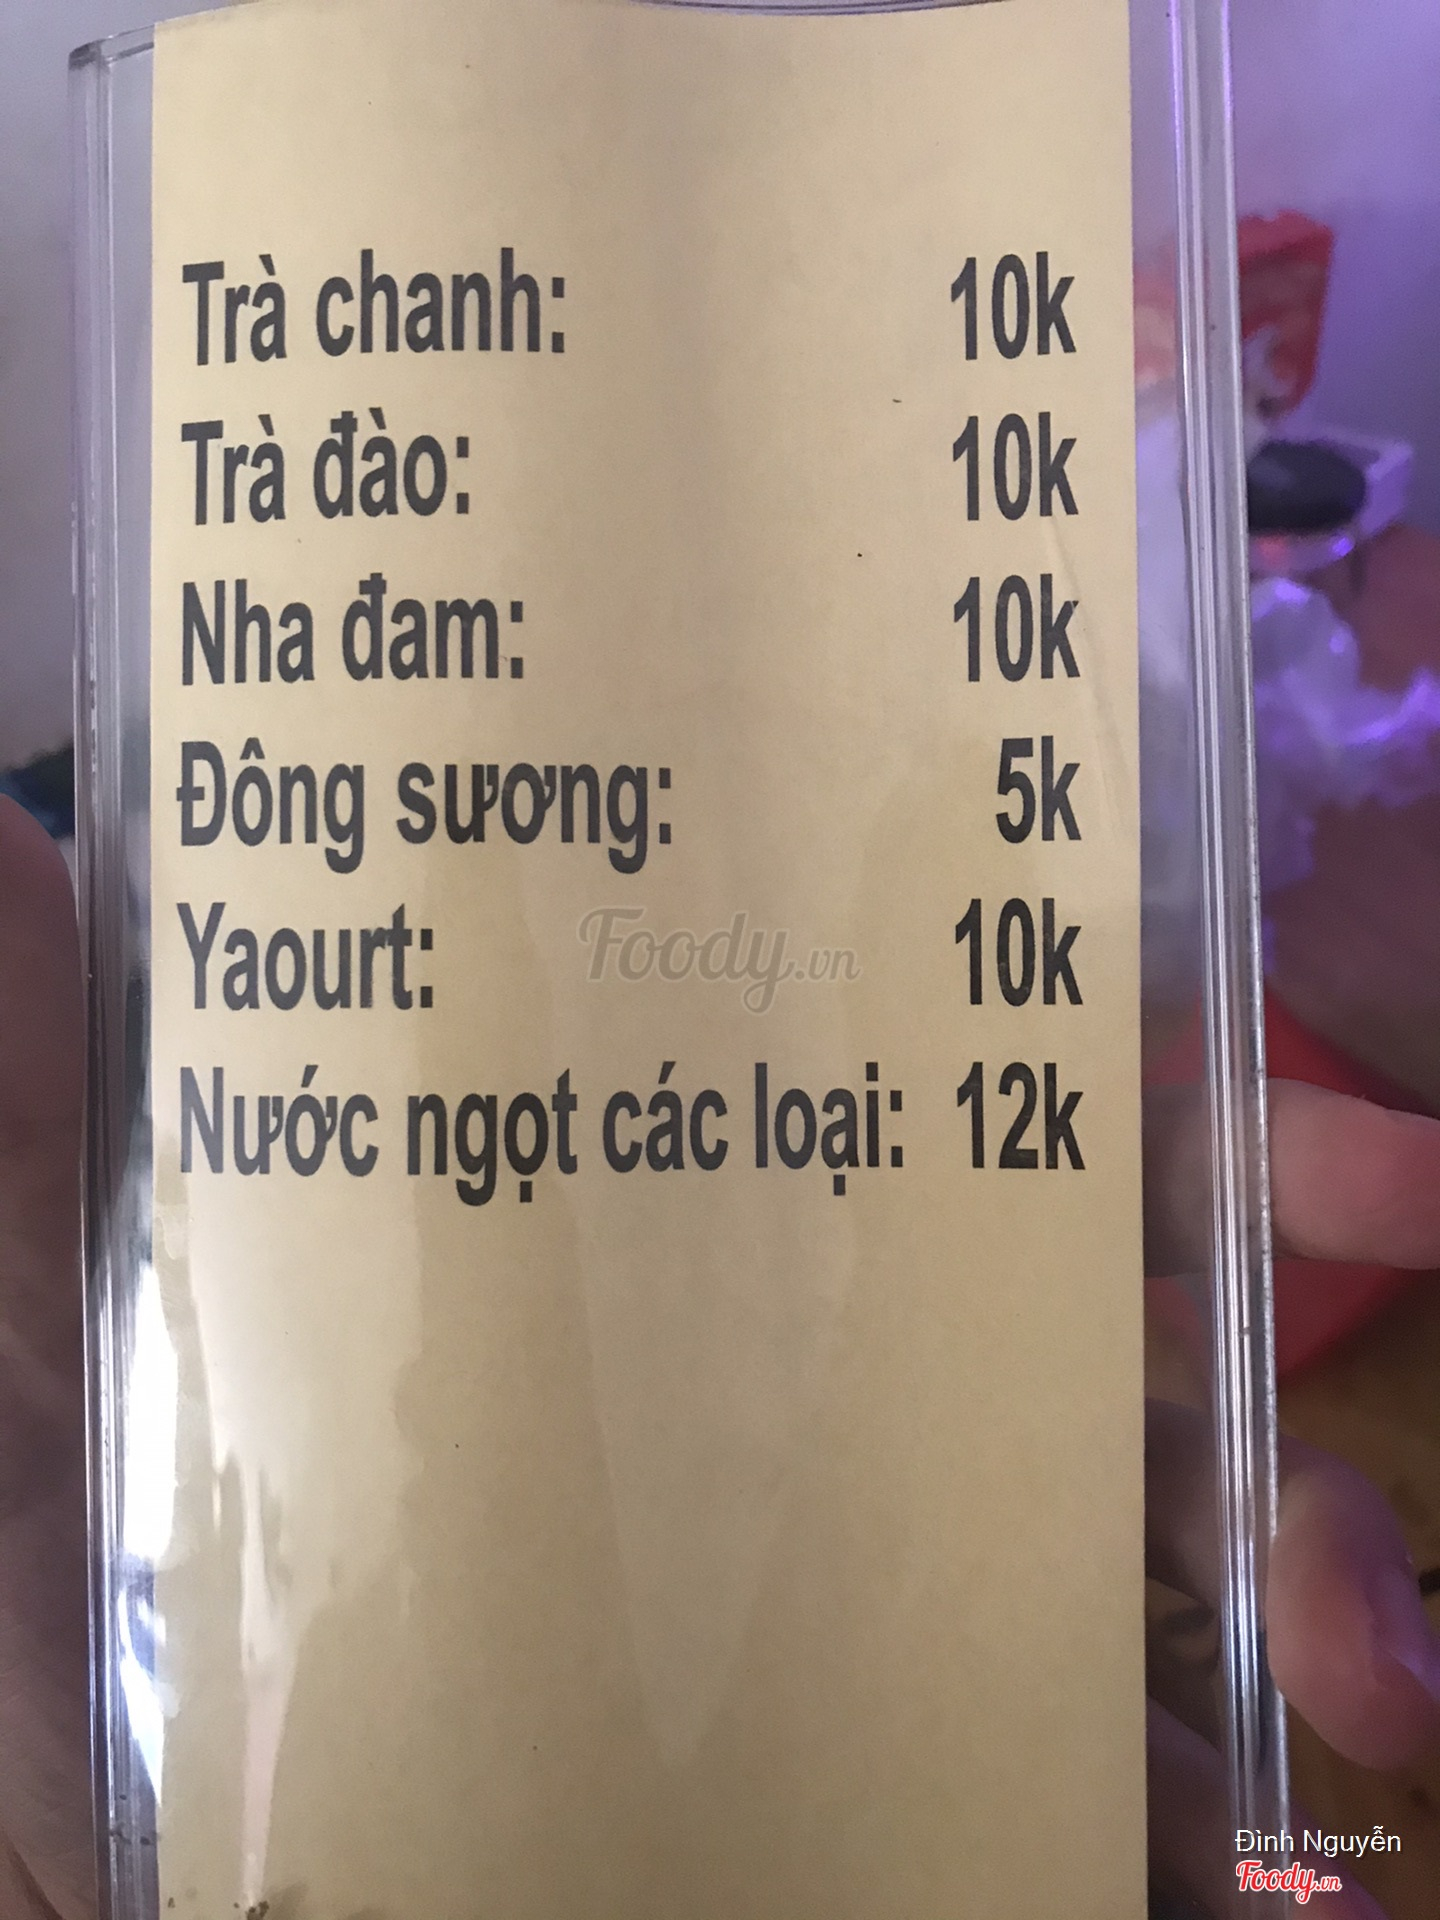 Trà chanh: 10k
Trà đào: 10k
Nha đam: 10k
Đông sương: 5k
Yaourt: 10k
Foody.vn
Nước ngọt các loại: 12k
Đình Nguyễn
Foody.vn